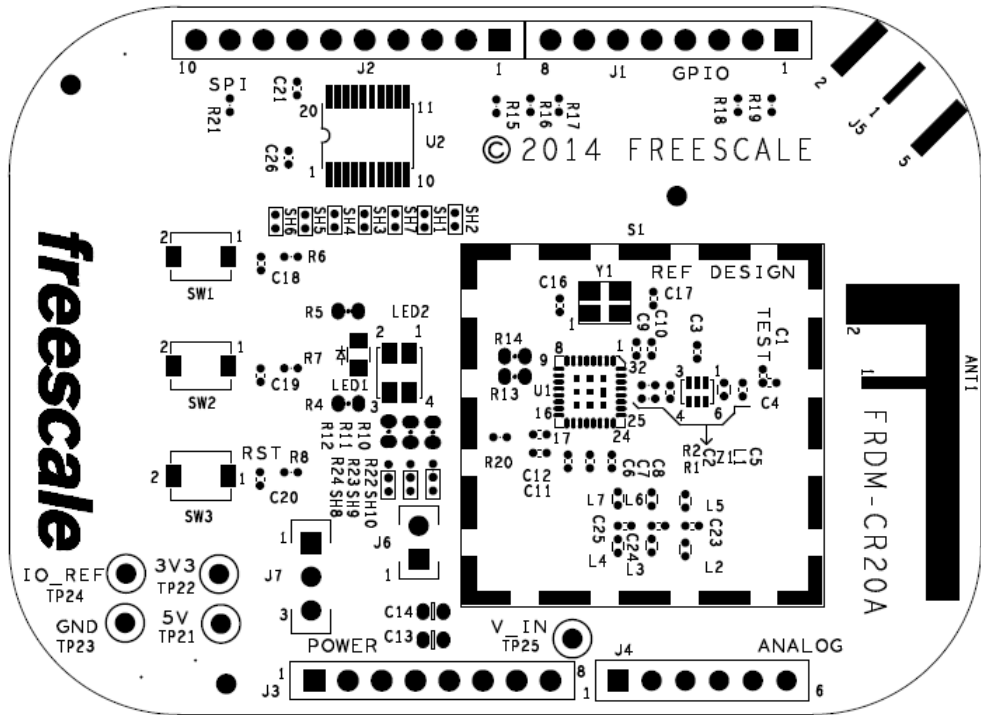 10
J2
1
8
J1
GPIO
1
SPI
R21
C21
20
11
U2
1
10
C26
R15
R16
R17
R18
R19
2
1
J5
5
© 2014 FREESCALE
SH6
SH5
SH4
SH3
SH7
SH1
SH2
S1
freescale
2
1
SW1
C18
R6
C16
Y1
1
REF DESIGN
C17
C10
C9
C3
TEST
C1
R5
LED2
2
1
R14
9
8
1
32
2
SW2
1
C19
R7
LED1
R4
3
4
R13
U1
16
17
24
25
3
1
4
6
C4
2
1
ANT1
FRDM-CR20A
R12
R11
R10
R20
C12
C11
C6
C7
C8
R2
R1
C2
Z1
L1
C5
RST
R8
2
1
SW3
C20
R24
SH8
R23
SH9
R22
SH10
L7
L6
L5
C25
C24
C23
L4
L3
L2
1
J7
3
J6
1
IO_REF
TP24
3V3
TP22
GND
TP23
5V
TP21
C14
C13
POWER
V_IN
TP25
ANALOG
1
J3
8
J4
1
6